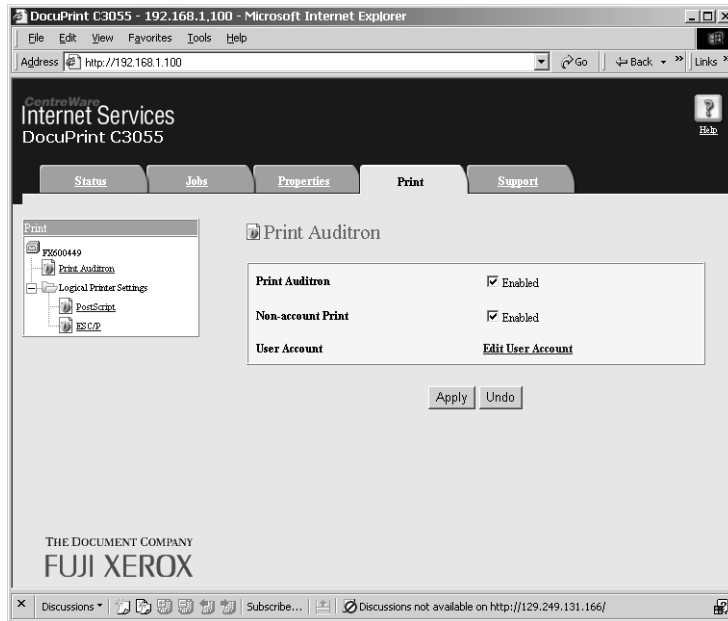 DocuPrint C3055 - 192.168.1.100 - Microsoft Internet Explorer
File Edit View Favorites Tools Help
Address http://192.168.1.100 Go Back » Links »
CentreWare
Internet Services
DocuPrint C3055
Help
Status Jobs Properties Print Support
Print
FX600449
Print Auditron
Logical Printer Settings
PostScript
ESC/P
Print Auditron
Print Auditron Enabled
Non-account Print Enabled
User Account Edit User Account
Apply Undo
THE DOCUMENT COMPANY
FUJI XEROX
Discussions Subscribe... Discussions not available on http://129.249.131.166/